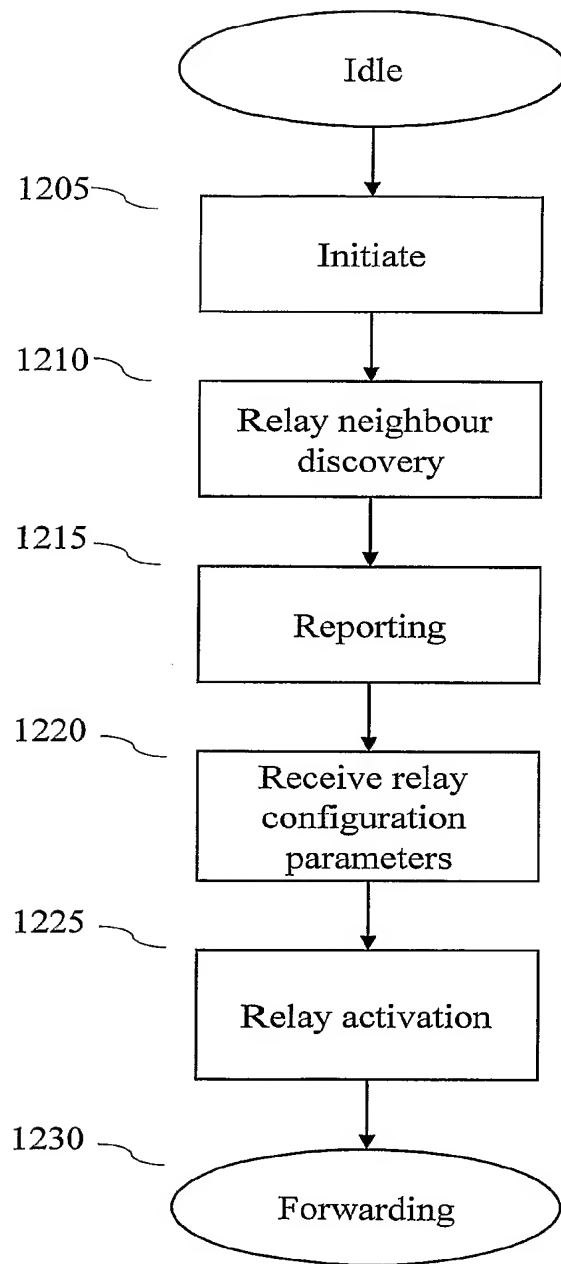 Idle
1205
Initiate
1210
Relay neighbour
discovery
1215
Reporting
1220
Receive relay
configuration
parameters
1225
Relay activation
1230
Forwarding